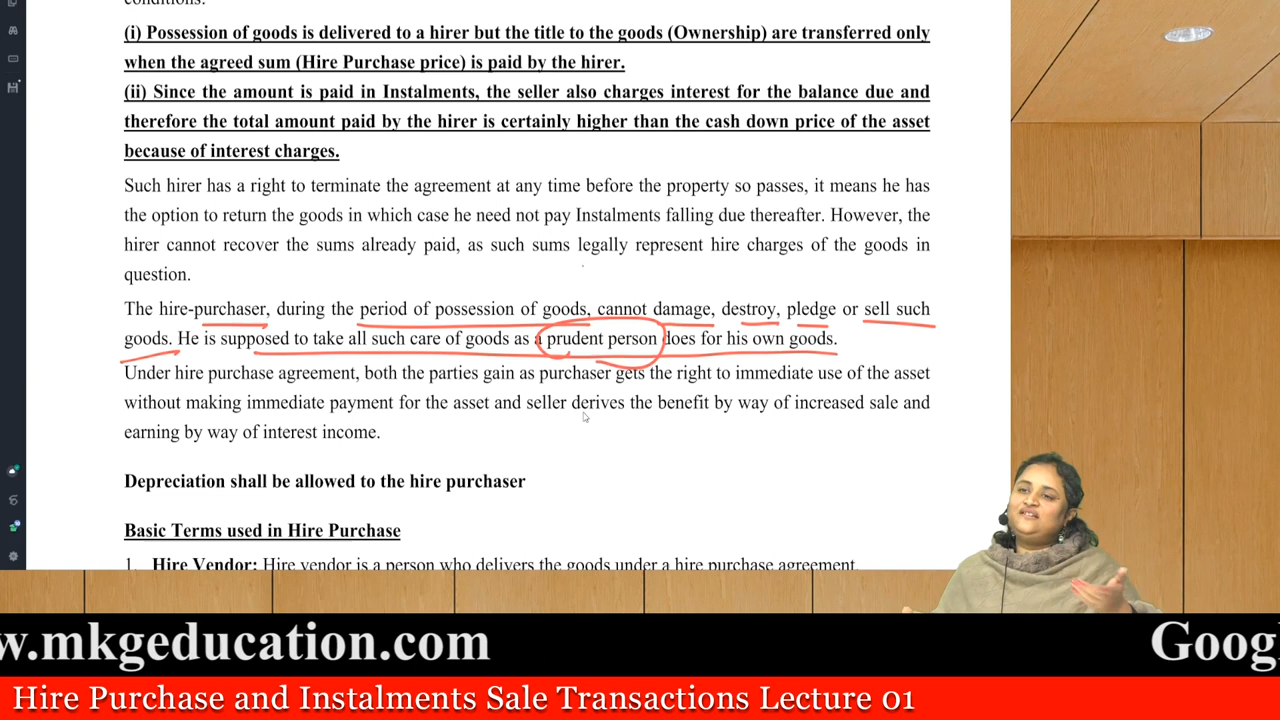 conditions.
(i) Possession of goods is delivered to a hirer but the title to the goods (Ownership) are transferred only
when the agreed sum (Hire Purchase price) is paid by the hirer.
(ii) Since the amount is paid in Instalments, the seller also charges interest for the balance due and
therefore the total amount paid by the hirer is certainly higher than the cash down price of the asset
because of interest charges.
Such hirer has a right to terminate the agreement at any time before the property so passes, it means he has
the option to return the goods in which case he need not pay Instalments falling due thereafter. However, the
hirer cannot recover the sums already paid, as such sums legally represent hire charges of the goods in
question.
The hire-purchaser, during the period of possession of goods, cannot damage, destroy, pledge or sell such
goods. He is supposed to take all such care of goods as a prudent person does for his own goods.
Under hire purchase agreement, both the parties gain as purchaser gets the right to immediate use of the asset
without making immediate payment for the asset and seller derives the benefit by way of increased sale and
earning by way of interest income.
Depreciation shall be allowed to the hire purchaser
Basic Terms used in Hire Purchase
1. Hire Vendor: Hire vendor is a person who delivers the goods under a hire purchase agreement.
w.mkgeducation.com Goog
Hire Purchase and Instalments Sale Transactions Lecture 01